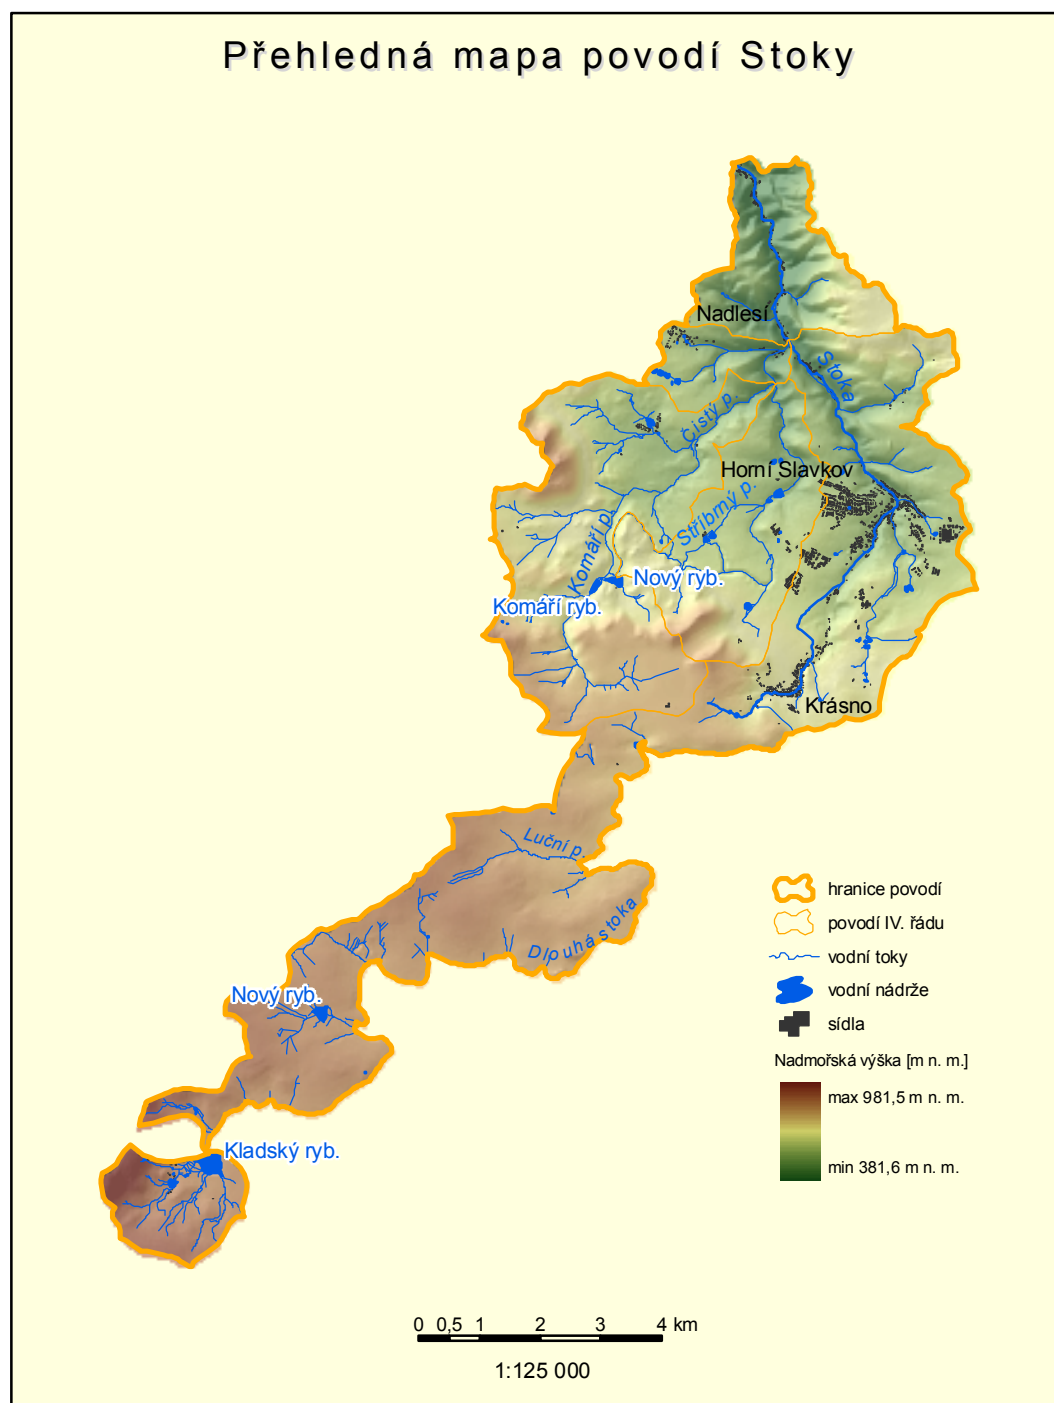 Přehledná mapa povodí Stoky
Nadlesí
Stoka
Čistý p.
Horní Slavkov
Stříbrný p.
Komáří p.
Nový ryb.
Komáří ryb.
Krásno
Luční p.
Dlouhá stoka
Nový ryb.
Kladský ryb.
hranice povodí
povodí IV. řádu
vodní toky
vodní nádrže
sídla
Nadmořská výška [m n. m.]
max 981,5 m n. m.
min 381,6 m n. m.
0 0,5 1 2 3 4 km
1:125 000